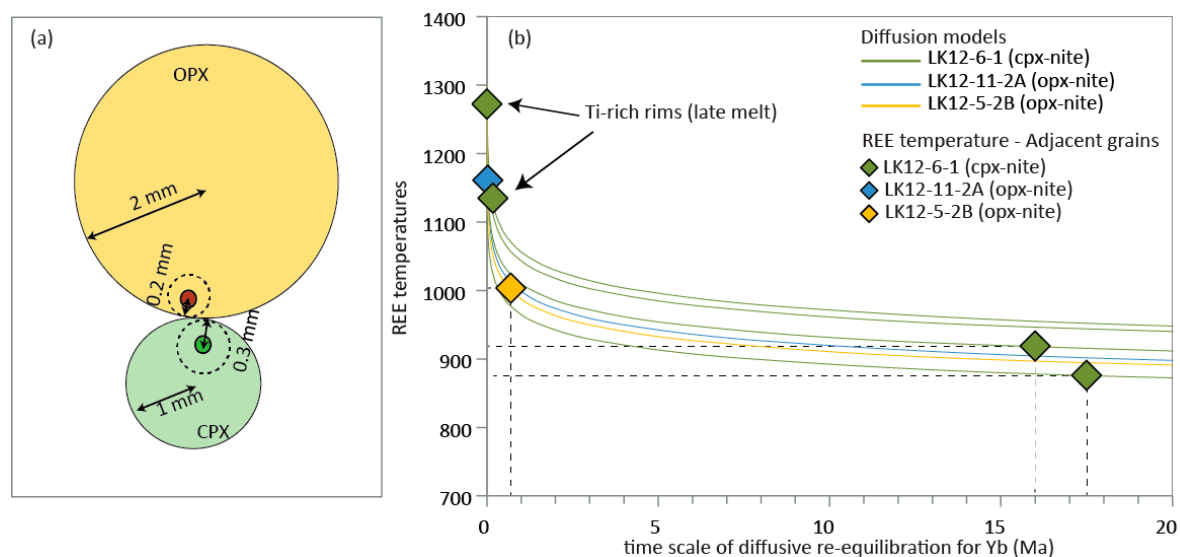 (a)
OPX
2 mm
0.2 mm
0.3 mm
1 mm
CPX
(b)
REE temperatures
1400
1300
1200
1100
1000
900
800
700
0
5
10
15
20
time scale of diffusive re-equilibration for Yb (Ma)
Ti-rich rims (late melt)
Diffusion models
LK12-6-1 (cpx-nite)
LK12-11-2A (opx-nite)
LK12-5-2B (opx-nite)
REE temperature - Adjacent grains
LK12-6-1 (cpx-nite)
LK12-11-2A (opx-nite)
LK12-5-2B (opx-nite)